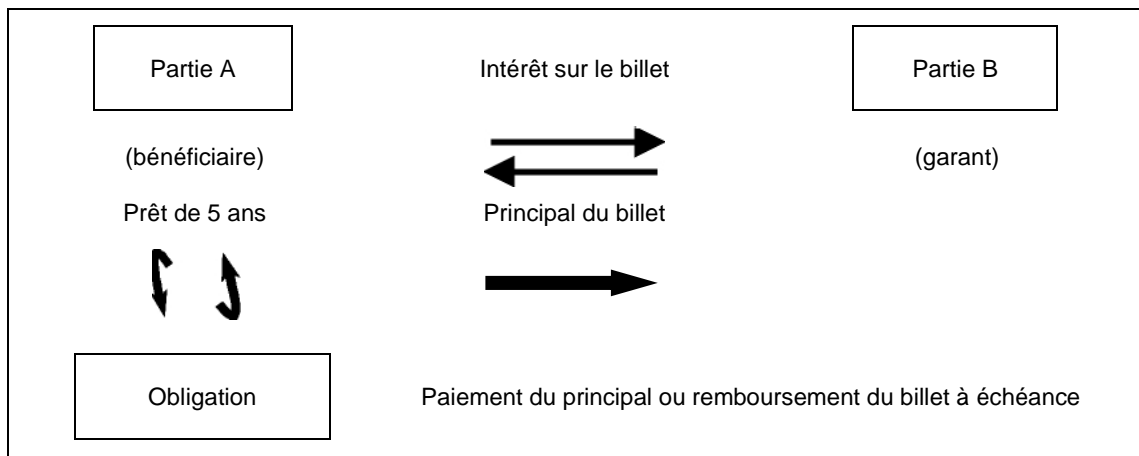 Partie A Intérêt sur le billet Partie B
(bénéficiaire) (garant)
Prêt de 5 ans Principal du billet
Obligation Paiement du principal ou remboursement du billet à échéance